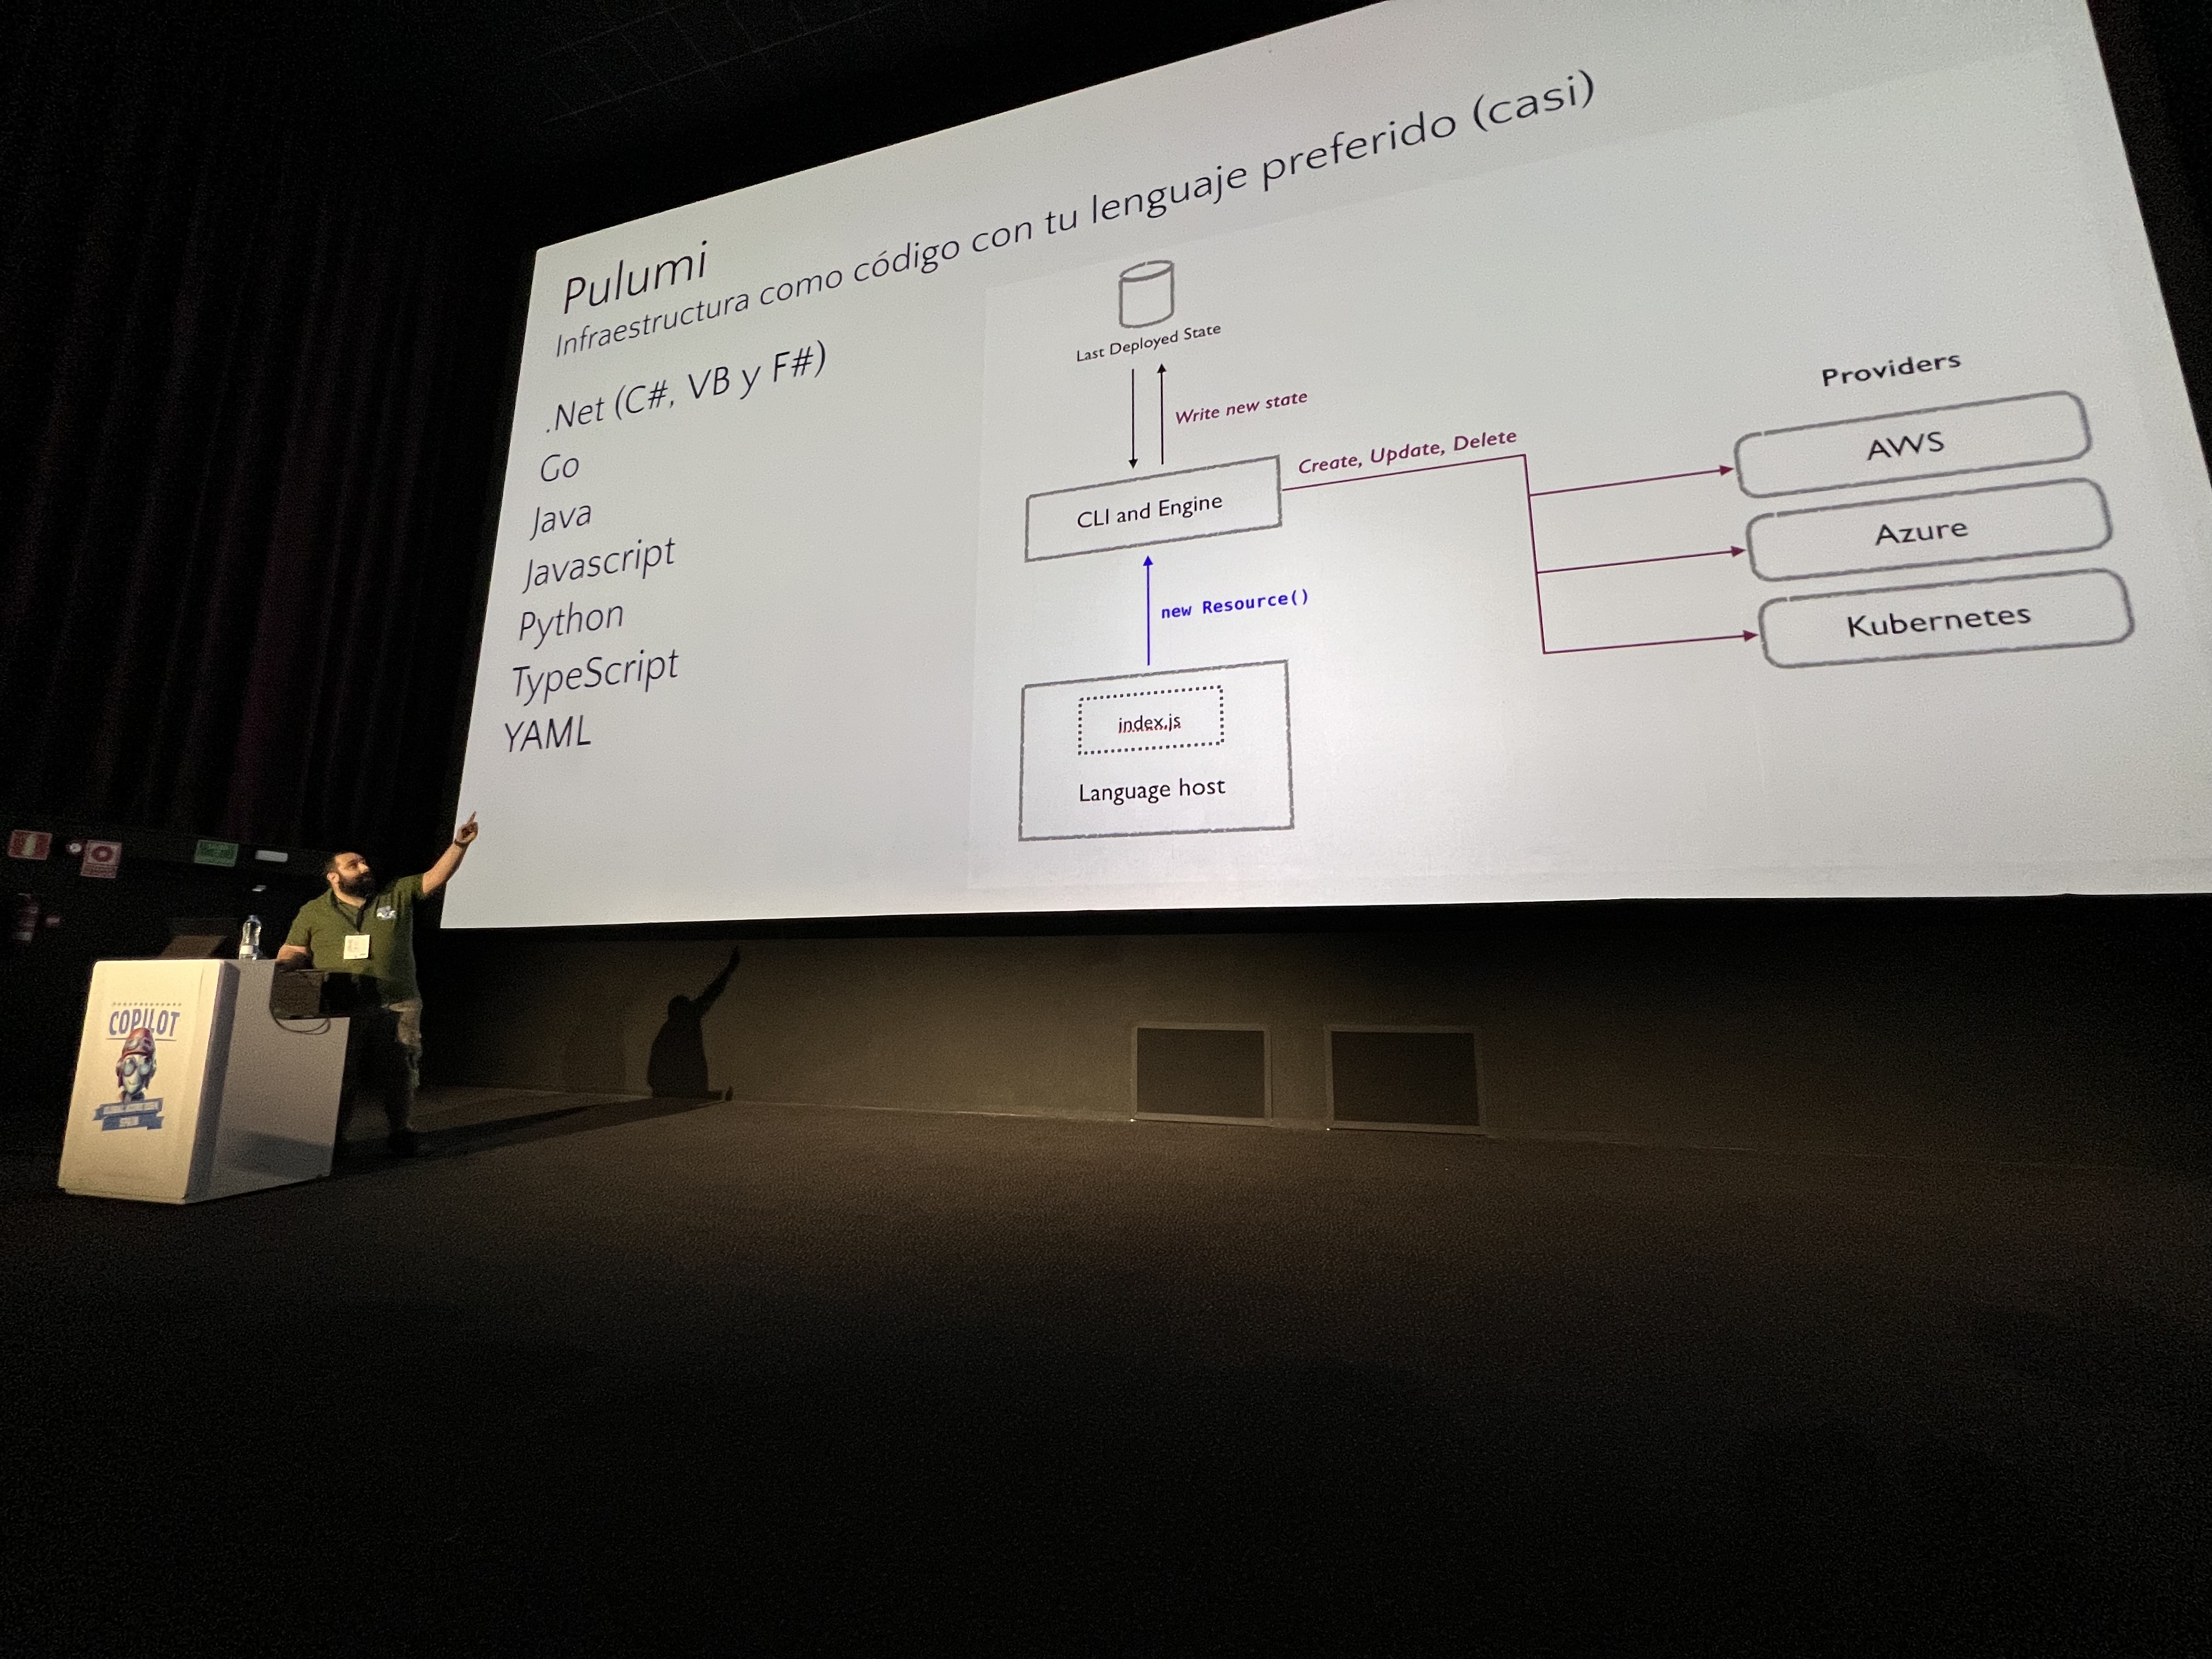 Pulumi
Infraestructura como código con tu lenguaje preferido (casi)
.Net (C#, VB y F#)
Go
Java
Javascript
Python
TypeScript
YAML
Last Deployed State
Write new state
CLI and Engine
Create, Update, Delete
new Resource()
index.js
Language host
Providers
AWS
Azure
Kubernetes
COPILOT